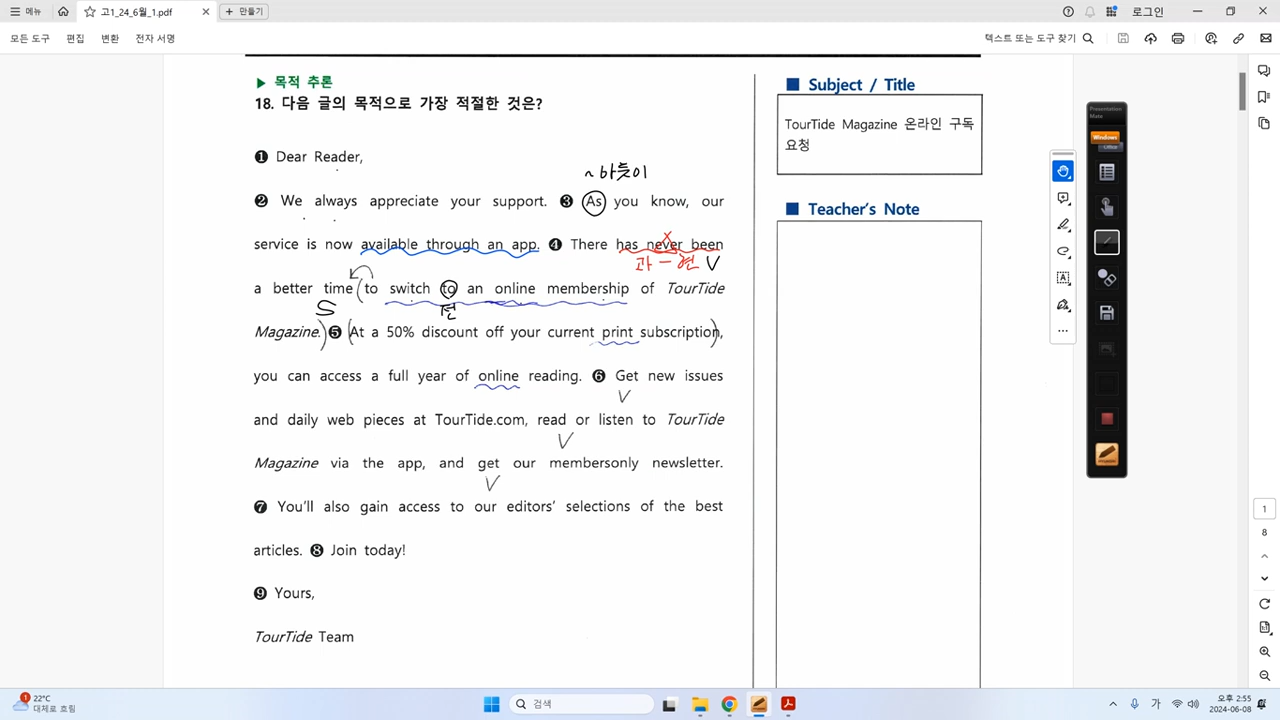 메뉴 고1_24_6월_1.pdf + 만들기 로그인
모든 도구 편집 변환 전자 서명 텍스트 또는 도구 찾기
▶ 목적 추론
18. 다음 글의 목적으로 가장 적절한 것은?
❶ Dear Reader,
~하듯이
❷ We always appreciate your support. ❸ As you know, our
service is now available through an app. ❹ There has never been
과-현 V
a better time to switch to an online membership of TourTide
S 전
Magazine. ❺ At a 50% discount off your current print subscription,
you can access a full year of online reading. ❻ Get new issues
V
and daily web pieces at TourTide.com, read or listen to TourTide
V
Magazine via the app, and get our membersonly newsletter.
V
❼ You'll also gain access to our editors' selections of the best
articles. ❽ Join today!
❾ Yours,
TourTide Team
■ Subject / Title
TourTide Magazine 온라인 구독
요청
■ Teacher's Note
Presentation
Mate
Windows
1
8
22°C
대체로 흐림
검색
가
오후 2:55
2024-06-08